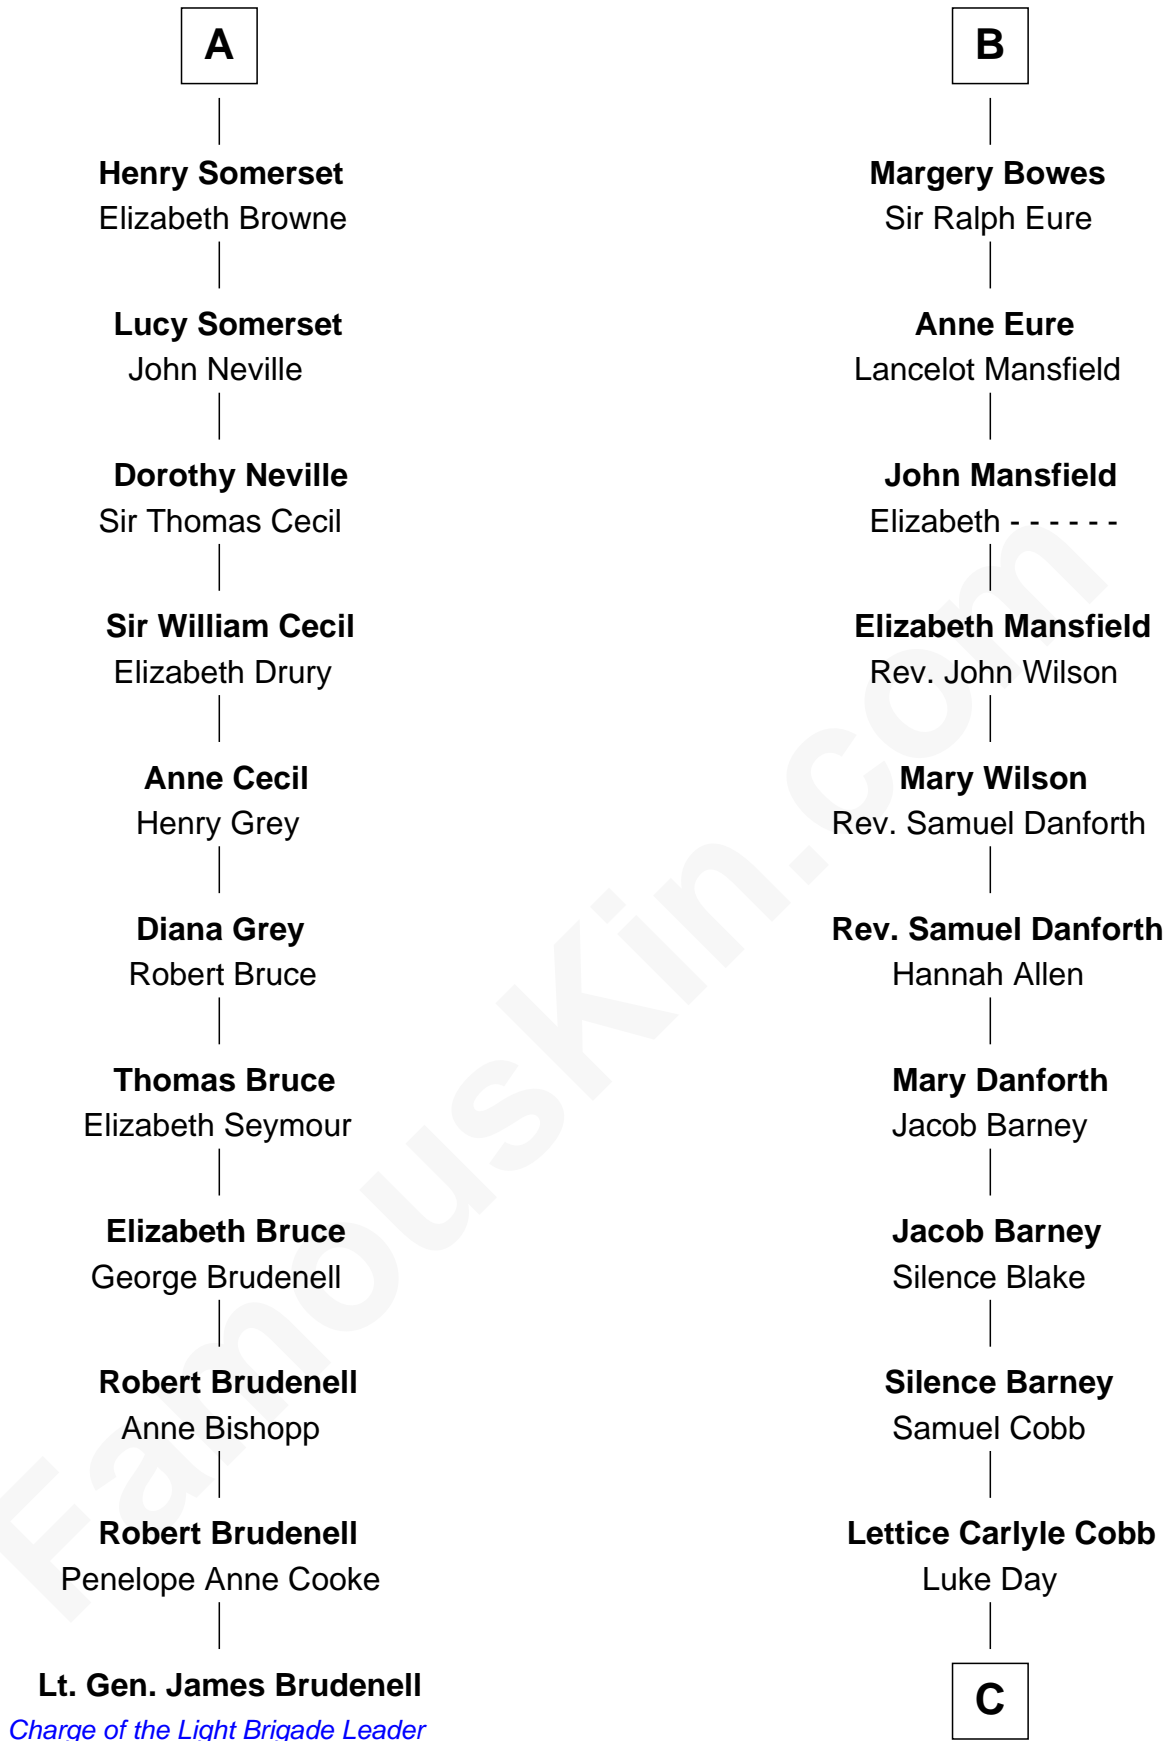 A
Henry Somerset
Elizabeth Browne
Lucy Somerset
John Neville
Dorothy Neville
Sir Thomas Cecil
Sir William Cecil
Elizabeth Drury
Anne Cecil
Henry Grey
Diana Grey
Robert Bruce
Thomas Bruce
Elizabeth Seymour
Elizabeth Bruce
George Brudenell
Robert Brudenell
Anne Bishopp
Robert Brudenell
Penelope Anne Cooke
Lt. Gen. James Brudenell
Charge of the Light Brigade Leader
B
Margery Bowes
Sir Ralph Eure
Anne Eure
Lancelot Mansfield
John Mansfield
Elizabeth - - - - - -
Elizabeth Mansfield
Rev. John Wilson
Mary Wilson
Rev. Samuel Danforth
Rev. Samuel Danforth
Hannah Allen
Mary Danforth
Jacob Barney
Jacob Barney
Silence Blake
Silence Barney
Samuel Cobb
Lettice Carlyle Cobb
Luke Day
C
FamousKin.com